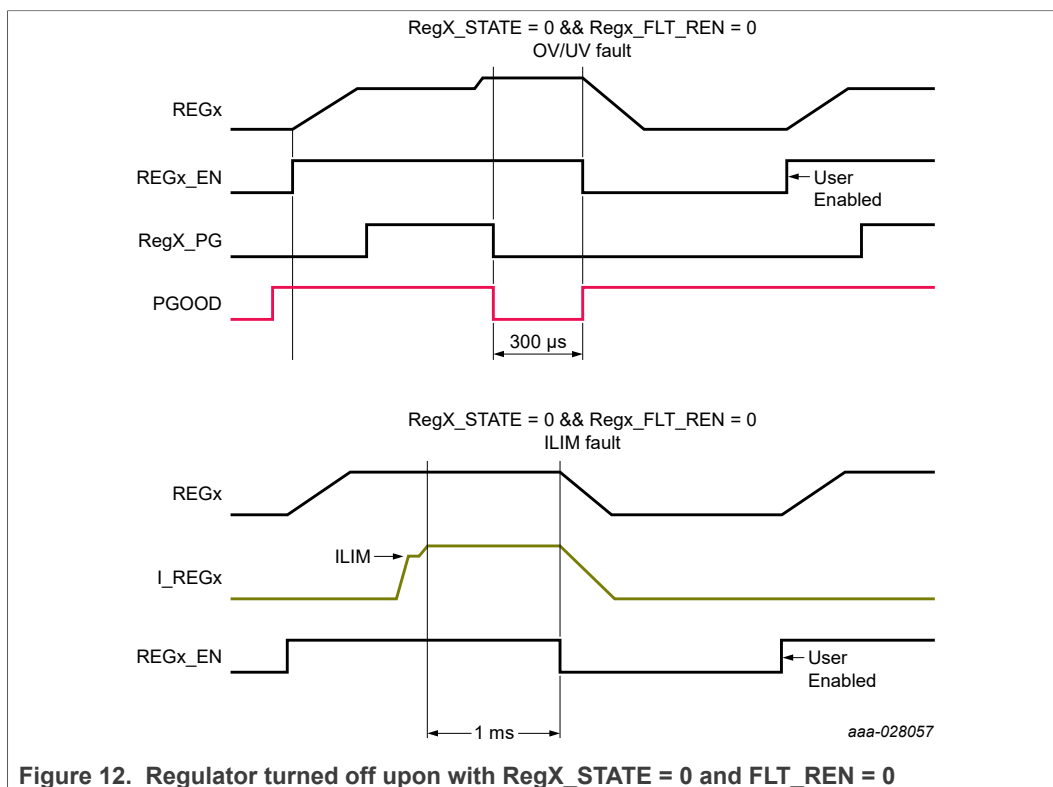 RegX_STATE = 0 && Regx_FLT_REN = 0
OV/UV fault
REGx
REGx_EN
User
Enabled
RegX_PG
PGOOD
300 µs
RegX_STATE = 0 && Regx_FLT_REN = 0
ILIM fault
REGx
ILIM
I_REGx
REGx_EN
User
Enabled
1 ms
aaa-028057
Figure 12. Regulator turned off upon with RegX_STATE = 0 and FLT_REN = 0